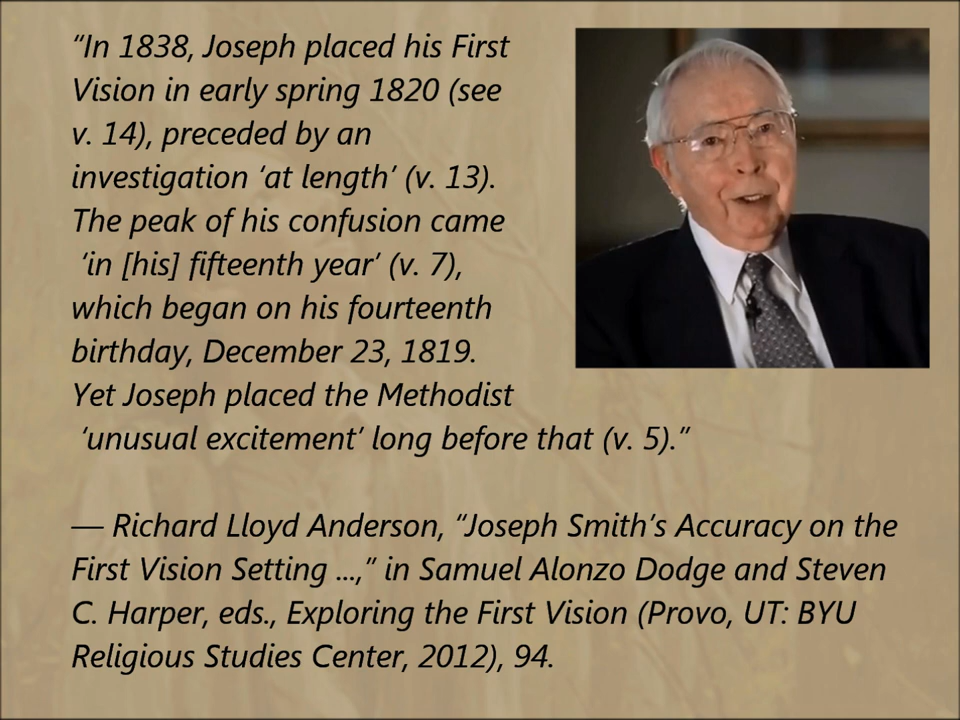 “In 1838, Joseph placed his First
Vision in early spring 1820 (see
v. 14), preceded by an
investigation ‘at length’ (v. 13).
The peak of his confusion came
‘in [his] fifteenth year’ (v. 7),
which began on his fourteenth
birthday, December 23, 1819.
Yet Joseph placed the Methodist
‘unusual excitement’ long before that (v. 5).”
— Richard Lloyd Anderson, “Joseph Smith’s Accuracy on the
First Vision Setting ...,” in Samuel Alonzo Dodge and Steven
C. Harper, eds., Exploring the First Vision (Provo, UT: BYU
Religious Studies Center, 2012), 94.